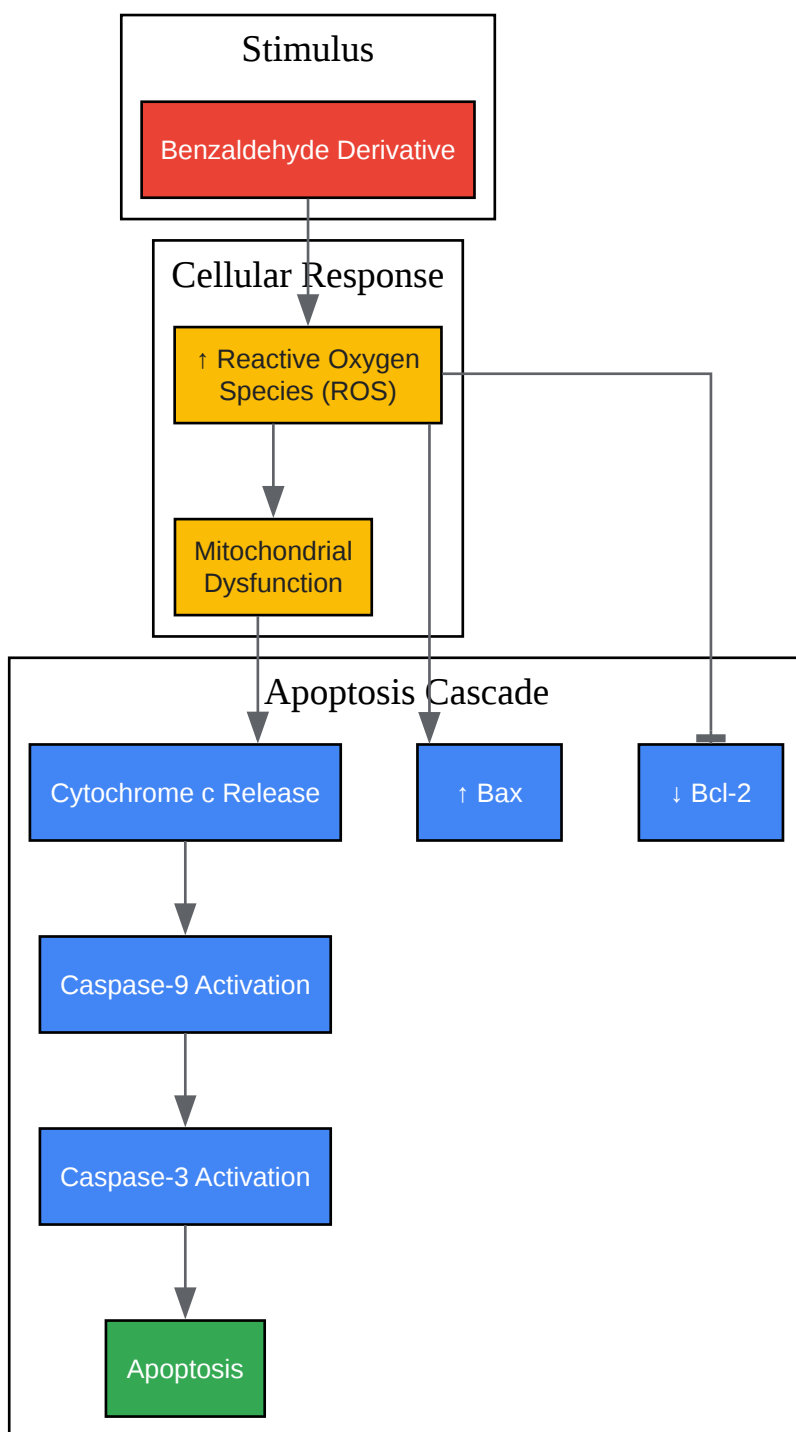 Stimulus
Benzaldehyde Derivative
Cellular Response
↑ Reactive Oxygen
Species (ROS)
Mitochondrial
Dysfunction
Apoptosis Cascade
Cytochrome c Release
↑ Bax
↓ Bcl-2
Caspase-9 Activation
Caspase-3 Activation
Apoptosis